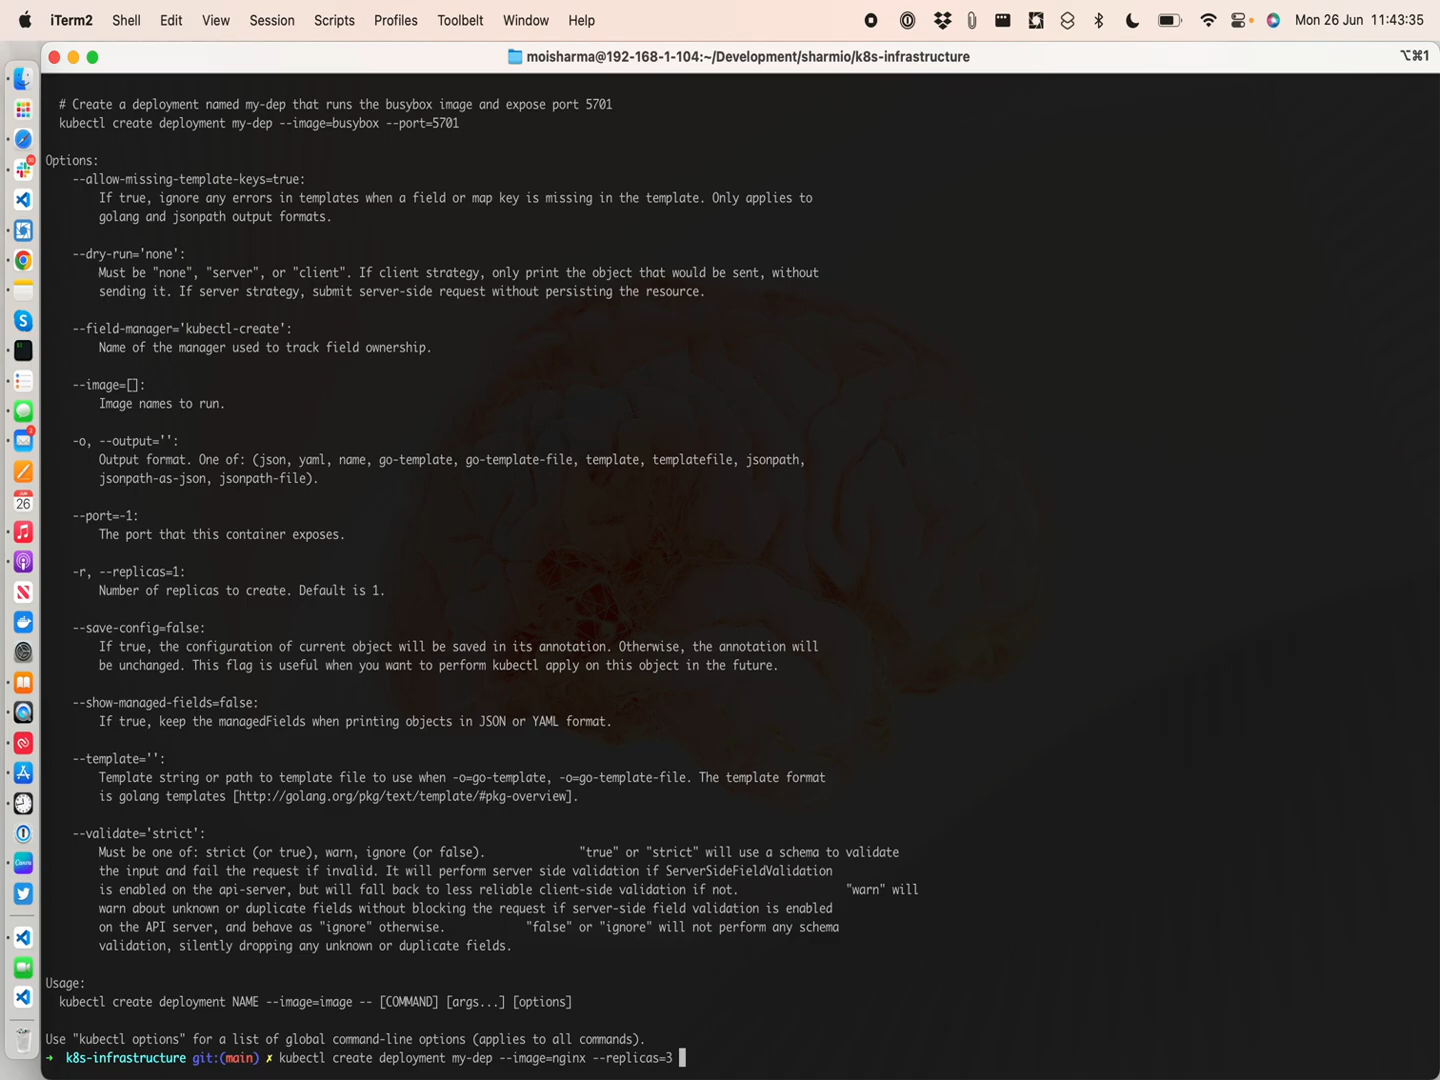 iTerm2 Shell Edit View Session Scripts Profiles Toolbelt Window Help Mon 26 Jun 11:43:35
moisharma@192-168-1-104:~/Development/sharmio/k8s-infrastructure ⌥⌘1
# Create a deployment named my-dep that runs the busybox image and expose port 5701
kubectl create deployment my-dep --image=busybox --port=5701
Options:
--allow-missing-template-keys=true:
If true, ignore any errors in templates when a field or map key is missing in the template. Only applies to
golang and jsonpath output formats.
--dry-run='none':
Must be "none", "server", or "client". If client strategy, only print the object that would be sent, without
sending it. If server strategy, submit server-side request without persisting the resource.
--field-manager='kubectl-create':
Name of the manager used to track field ownership.
--image=[]:
Image names to run.
-o, --output='':
Output format. One of: (json, yaml, name, go-template, go-template-file, template, templatefile, jsonpath,
jsonpath-as-json, jsonpath-file).
--port=-1:
The port that this container exposes.
-r, --replicas=1:
Number of replicas to create. Default is 1.
--save-config=false:
If true, the configuration of current object will be saved in its annotation. Otherwise, the annotation will
be unchanged. This flag is useful when you want to perform kubectl apply on this object in the future.
--show-managed-fields=false:
If true, keep the managedFields when printing objects in JSON or YAML format.
--template='':
Template string or path to template file to use when -o=go-template, -o=go-template-file. The template format
is golang templates [http://golang.org/pkg/text/template/#pkg-overview].
--validate='strict':
Must be one of: strict (or true), warn, ignore (or false). "true" or "strict" will use a schema to validate
the input and fail the request if invalid. It will perform server side validation if ServerSideFieldValidation
is enabled on the api-server, but will fall back to less reliable client-side validation if not. "warn" will
warn about unknown or duplicate fields without blocking the request if server-side field validation is enabled
on the API server, and behave as "ignore" otherwise. "false" or "ignore" will not perform any schema
validation, silently dropping any unknown or duplicate fields.
Usage:
kubectl create deployment NAME --image=image -- [COMMAND] [args...] [options]
Use "kubectl options" for a list of global command-line options (applies to all commands).
➜ k8s-infrastructure git:(main) ✗ kubectl create deployment my-dep --image=nginx --replicas=3
26